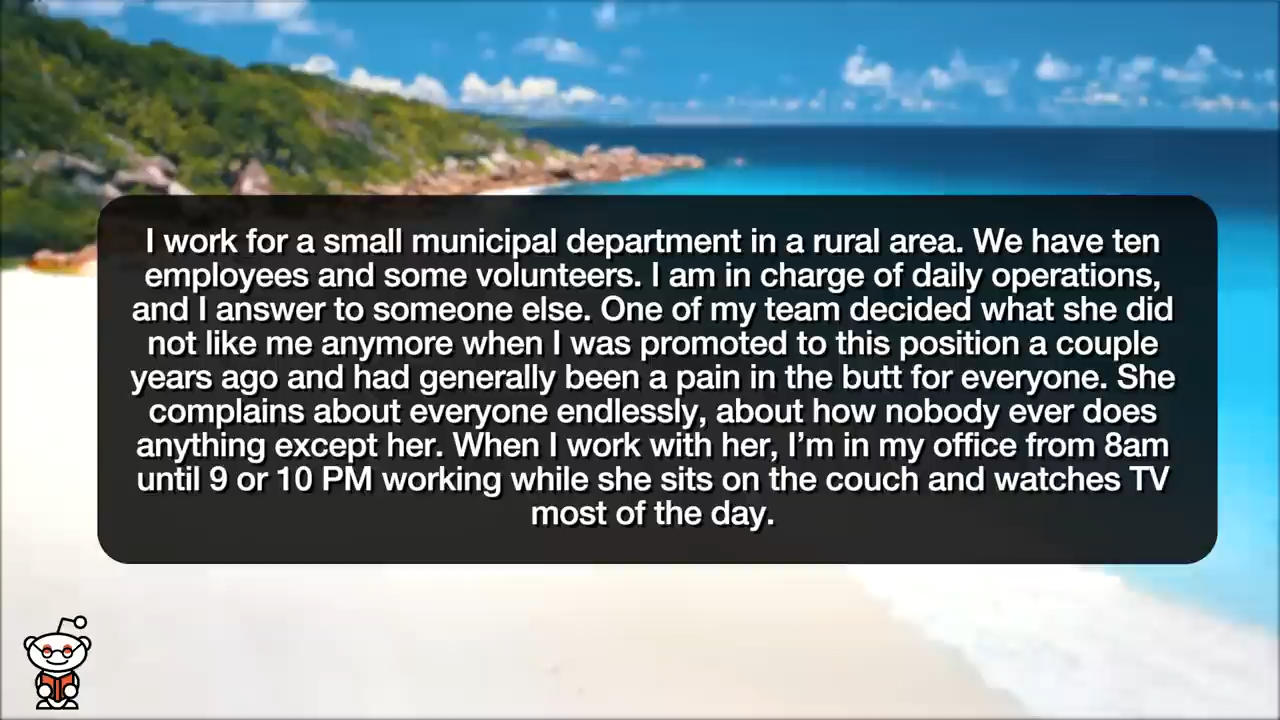 I work for a small municipal department in a rural area. We have ten
employees and some volunteers. I am in charge of daily operations,
and I answer to someone else. One of my team decided what she did
not like me anymore when I was promoted to this position a couple
years ago and had generally been a pain in the butt for everyone. She
complains about everyone endlessly, about how nobody ever does
anything except her. When I work with her, I’m in my office from 8am
until 9 or 10 PM working while she sits on the couch and watches TV
most of the day.